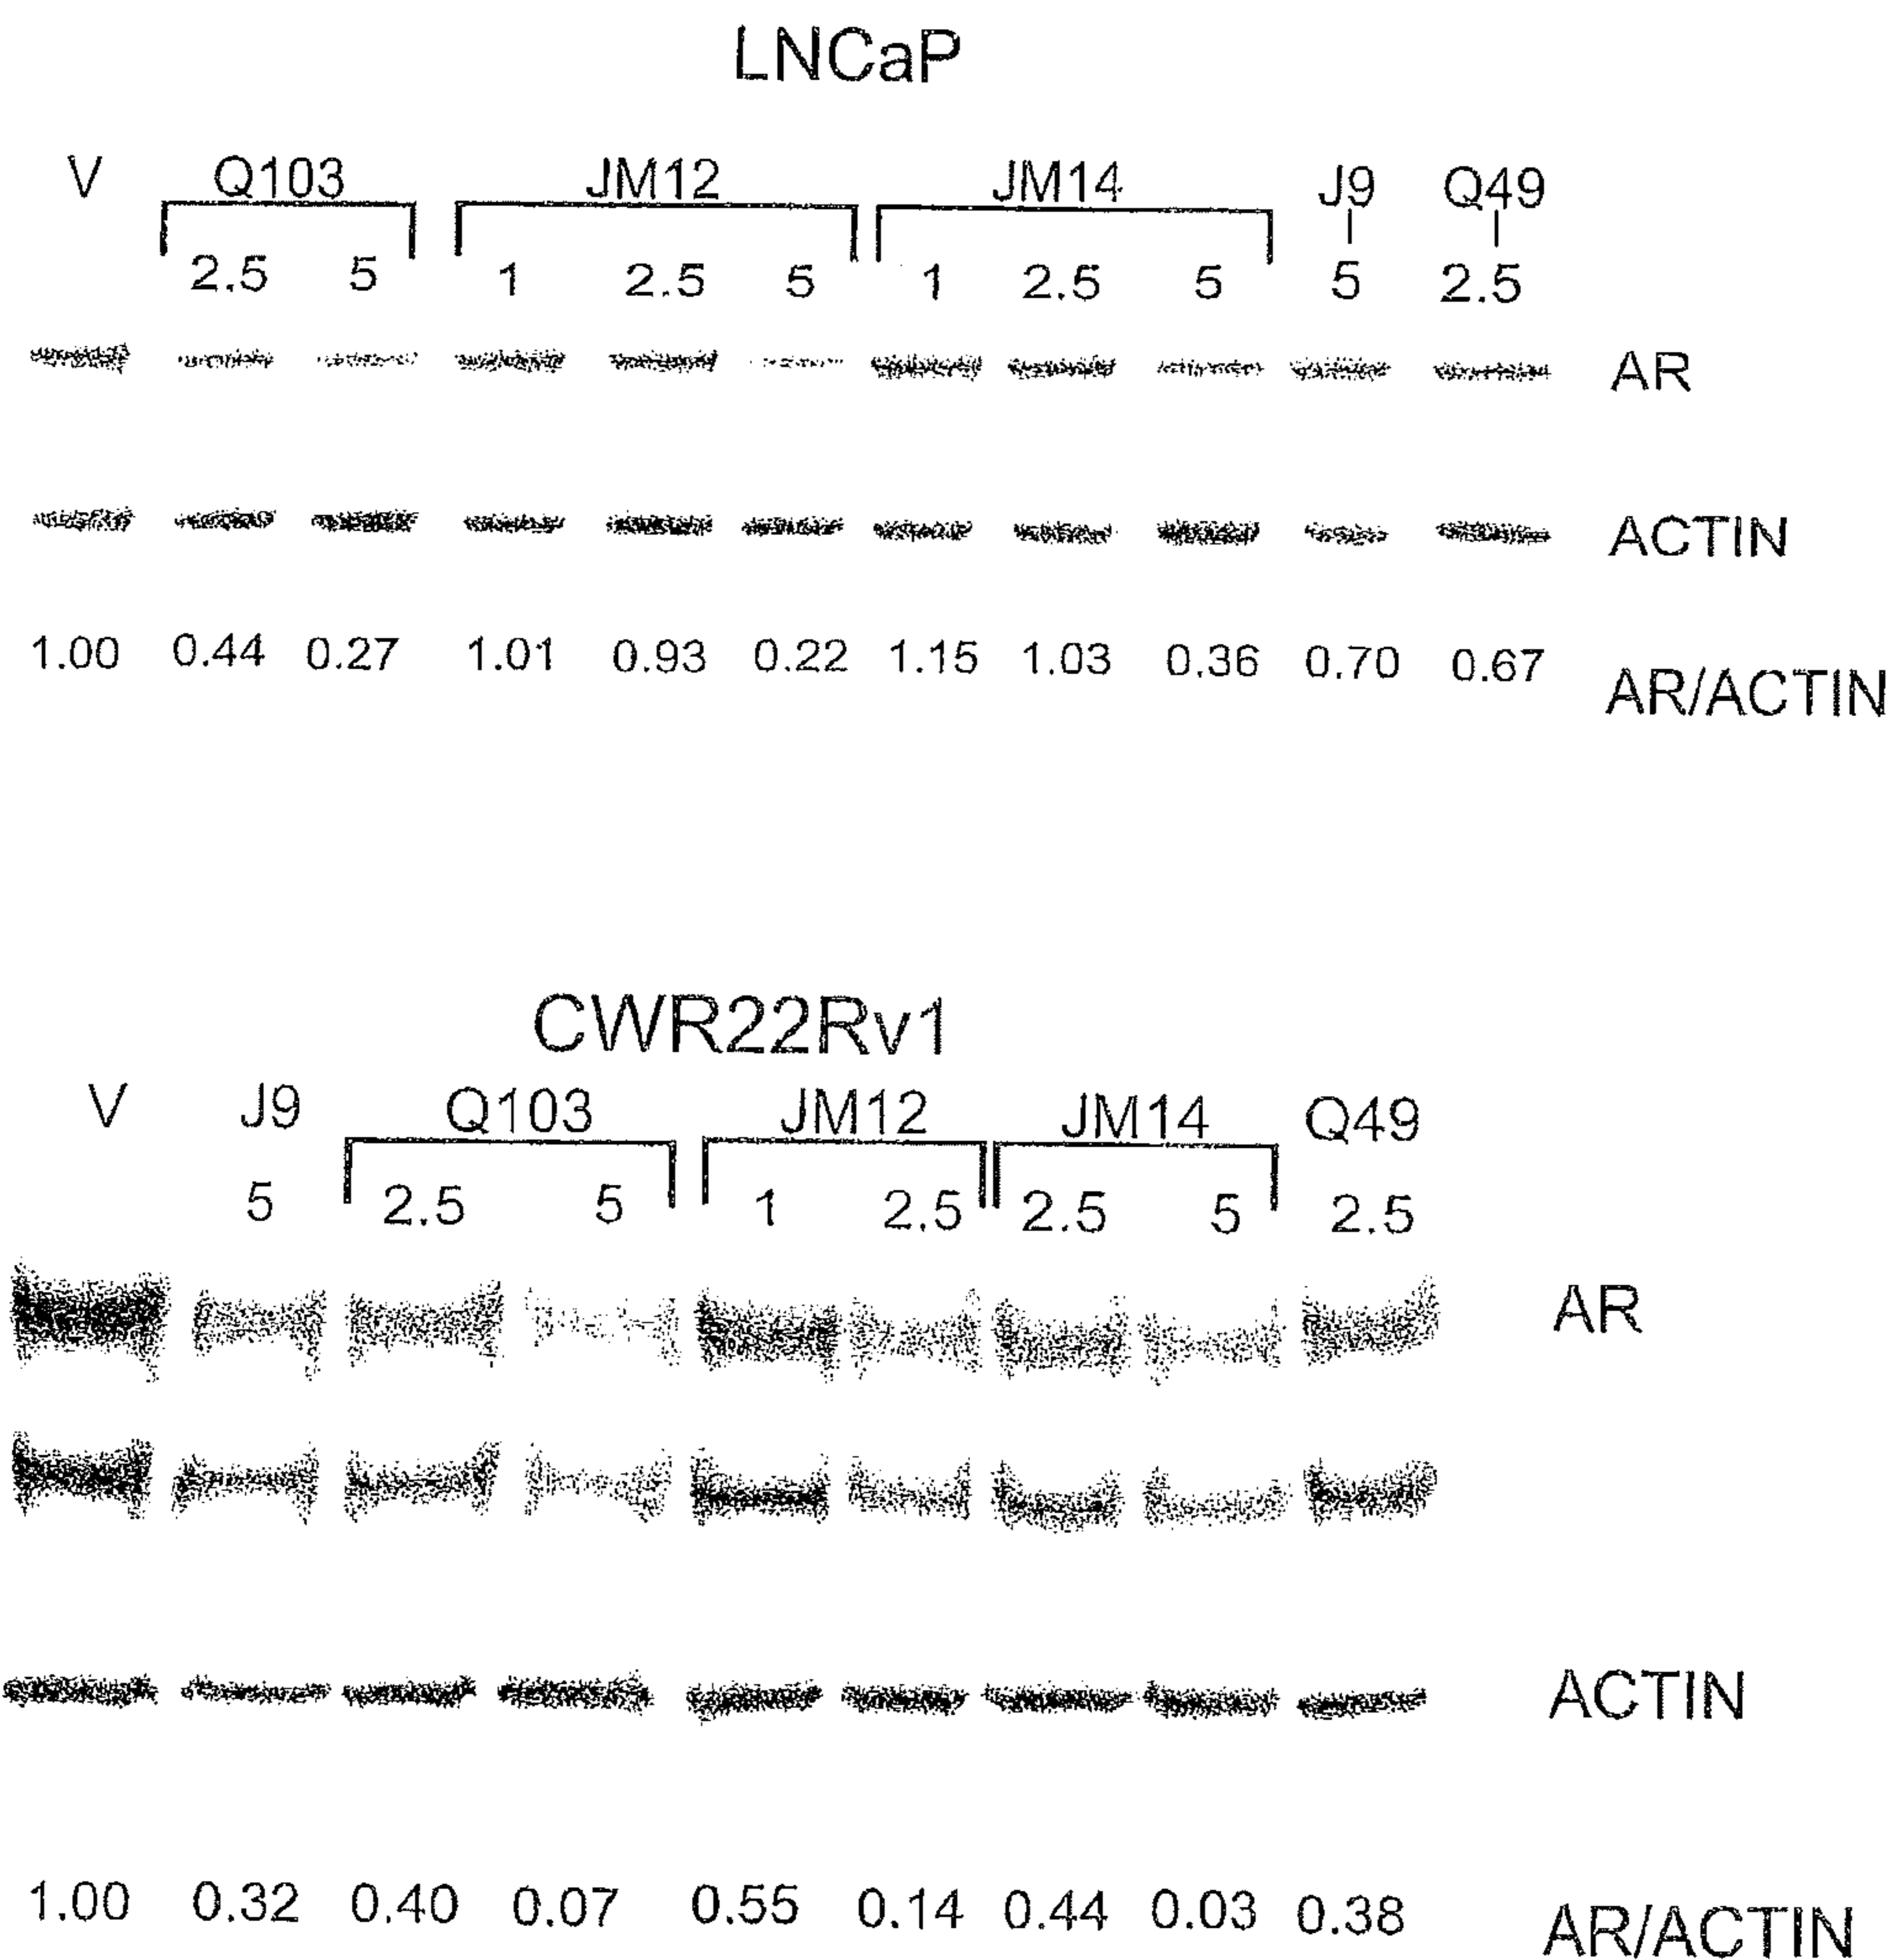 LNCaP
V Q103 JM12 JM14 J9 Q49
2.5 5 1 2.5 5 1 2.5 5 5 2.5
AR
ACTIN
1.00 0.44 0.27 1.01 0.93 0.22 1.15 1.03 0.36 0.70 0.67 AR/ACTIN
CWR22Rv1
V J9 Q103 JM12 JM14 Q49
5 2.5 5 1 2.5 2.5 5 2.5
AR
ACTIN
1.00 0.32 0.40 0.07 0.55 0.14 0.44 0.03 0.38 AR/ACTIN